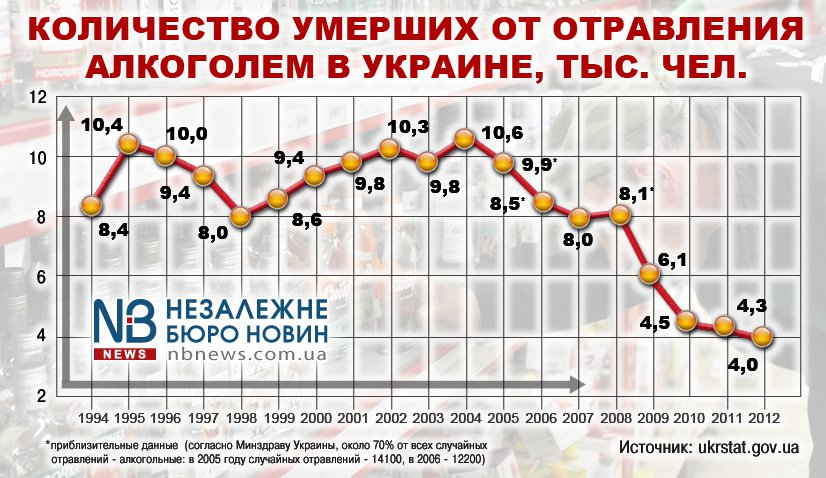 КОЛИЧЕСТВО УМЕРШИХ ОТ ОТРАВЛЕНИЯ
АЛКОГОЛЕМ В УКРАИНЕ, ТЫС. ЧЕЛ.
12
10
8
6
4
2
8,4
10,4
10,0
9,4
8,0
8,6
9,4
9,8
10,3
9,8
10,6
9,9*
8,5*
8,0
8,1*
6,1
4,5
4,3
4,0
NB НЕЗАЛЕЖНЕ
БЮРО НОВИН
NEWS nbnews.com.ua
1994 1995 1996 1997 1998 1999 2000 2001 2002 2003 2004 2005 2006 2007 2008 2009 2010 2011 2012
*приблизительные данные (согласно Минздраву Украины, около 70% от всех случайных
отравлений - алкогольные: в 2005 году случайных отравлений - 14100, в 2006 - 12200)
Источник: ukrstat.gov.ua